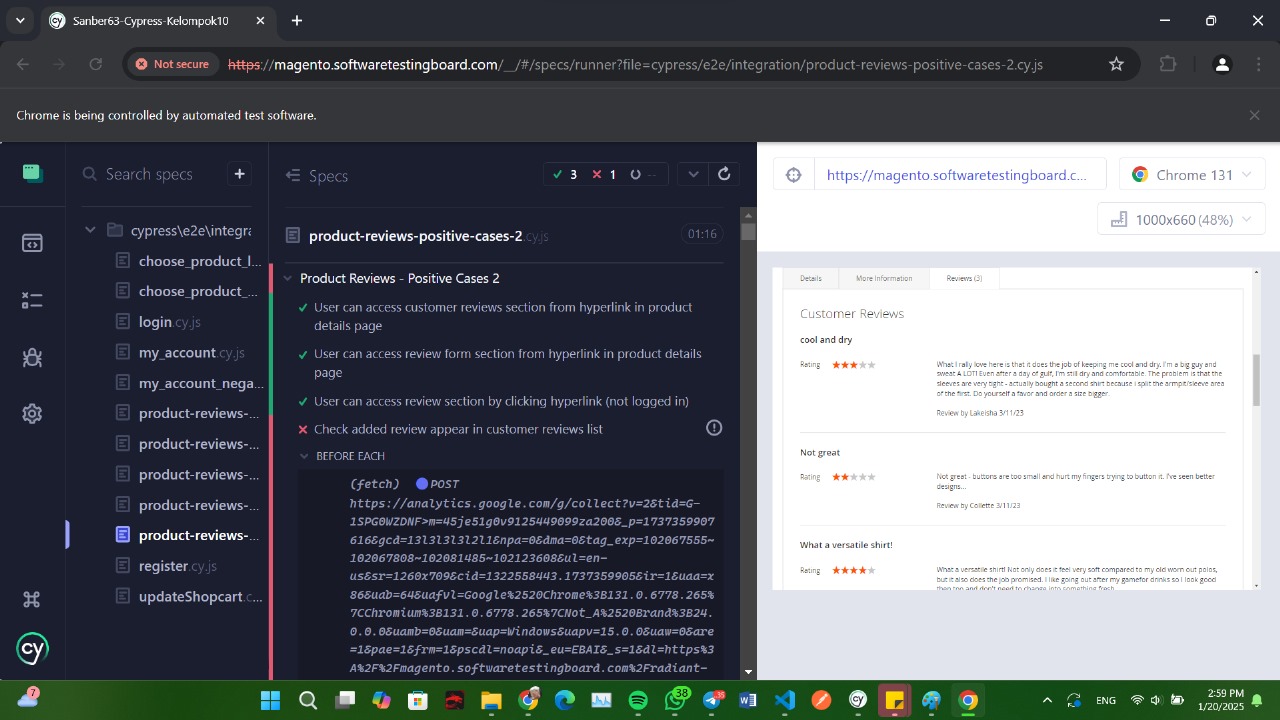 Sanber63-Cypress-Kelompok10
Not secure
https://magento.softwaretestingboard.com/__/#/specs/runner?file=cypress/e2e/integration/product-reviews-positive-cases-2.cy.js
Chrome is being controlled by automated test software.
Search specs
cypress\e2e\integra
choose_product_l...
choose_product_...
login.cy.js
my_account.cy.js
my_account_nega...
product-reviews-...
product-reviews-...
product-reviews-...
product-reviews-...
product-reviews-...
register.cy.js
updateShopcart.c...
cy
Specs
3
1
--
product-reviews-positive-cases-2.cy.js
01:16
Product Reviews - Positive Cases 2
User can access customer reviews section from hyperlink in product
details page
User can access review form section from hyperlink in product details
page
User can access review section by clicking hyperlink (not logged in)
Check added review appear in customer reviews list
BEFORE EACH
(fetch) POST
https://analytics.google.com/g/collect?v=2&tid=G-
1SPG0WZDNF>m=45je51g0v9125449099za200&_p=1737359907
616&gcd=13l3l3l3l2l1&npa=0&dma=0&tag_exp=102067555~
102067808~102081485~102123608&ul=en-
us&sr=1260x709&cid=1322558443.1737359905&ir=1&uaa=x
86&uab=64&uafvl=Google%2520Chrome%3B131.0.6778.265%
7CChromium%3B131.0.6778.265%7CNot_A%2520Brand%3B24.
0.0.0&uamb=0&uam=&uap=Windows&uapv=15.0.0&uaw=0&are
=1&pae=1&frm=1&pscdl=noapi&_eu=EBAI&_s=1&dl=https%3
A%2F%2Fmagento.softwaretestingboard.com%2Fradiant-
https://magento.softwaretestingboard.c...
Chrome 131
1000x660 (48%)
Details
More Information
Reviews (3)
Customer Reviews
cool and dry
Rating
What I rally love here is that it does the job of keeping me cool and dry. I'm a big guy and
sweat A LOT! Even after a day of gulf, I'm still dry and comfortable. The problem is that the
sleeves are very tight - actually bought a second shirt because i split the armpit/sleeve area
of the first. Do yourself a favor and order a size bigger.
Review by Lakeisha 3/11/23
Not great
Rating
Not great - buttons are too small and hurt my fingers trying to button it. I've seen better
designs...
Review by Collette 3/11/23
What a versatile shirt!
Rating
What a versatile shirt! Not only does it feel very soft compared to my old worn out polos,
but it also does the job promised. I like going out after my gamefor drinks so I look good
then too and don't need to change into something fresh.
7
38
35
ENG
2:59 PM
1/20/2025